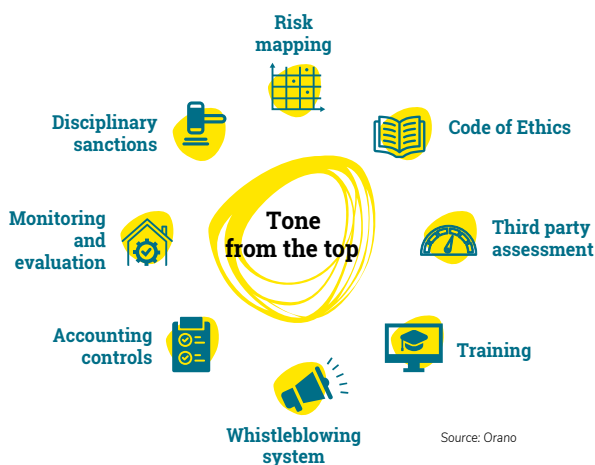 Risk
mapping
Code of Ethics
Third party
assessment
Training
Whistleblowing
system
Accounting
controls
Monitoring
and
evaluation
Disciplinary
sanctions
Tone
from the top
Source: Orano